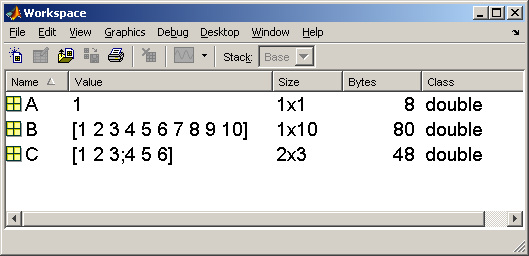 Workspace
File Edit View Graphics Debug Desktop Window Help
Stack: Base
Name Value Size Bytes Class
A 1 1x1 8 double
B [1 2 3 4 5 6 7 8 9 10] 1x10 80 double
C [1 2 3;4 5 6] 2x3 48 double